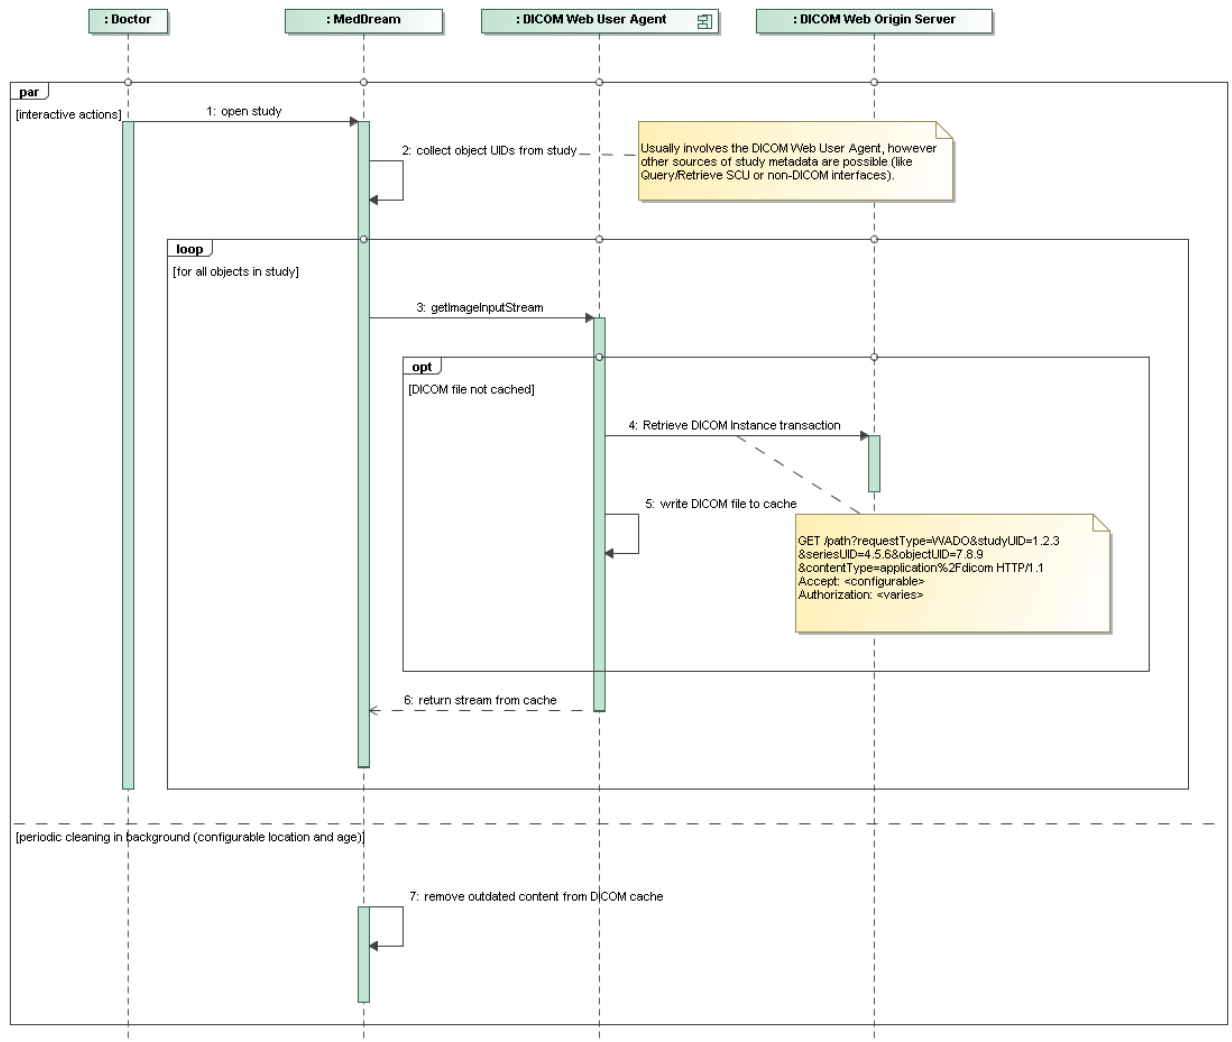 : Doctor
: MedDream
: DICOM Web User Agent
: DICOM Web Origin Server
par
[interactive actions]
1: open study
2: collect object UIDs from study
Usually involves the DICOM Web User Agent, however
other sources of study metadata are possible (like
Query/Retrieve SCU or non-DICOM interfaces).
loop
[for all objects in study]
3: getImageInputStream
opt
[DICOM file not cached]
4: Retrieve DICOM Instance transaction
5: write DICOM file to cache
GET /path?requestType=WADO&studyUID=1.2.3
&seriesUID=4.5.6&objectUID=7.8.9
&contentType=application%2Fdicom HTTP/1.1
Accept: <configurable>
Authorization: <varies>
6: return stream from cache
[periodic cleaning in background (configurable location and age)]
7: remove outdated content from DICOM cache